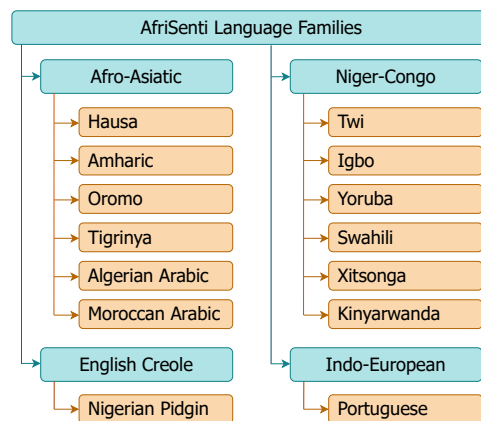 AfriSenti Language Families
Afro-Asiatic
Hausa
Amharic
Oromo
Tigrinya
Algerian Arabic
Moroccan Arabic
English Creole
Nigerian Pidgin
Niger-Congo
Twi
Igbo
Yoruba
Swahili
Xitsonga
Kinyarwanda
Indo-European
Portuguese